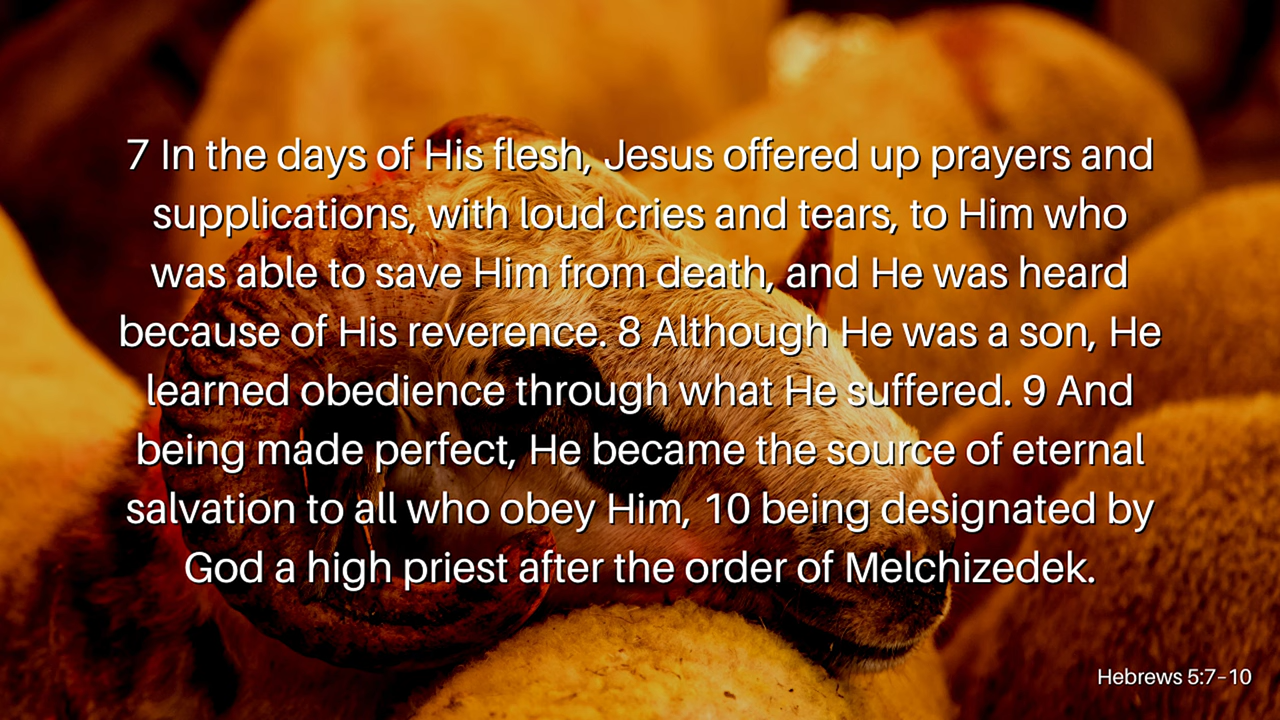 7 In the days of His flesh, Jesus offered up prayers and
supplications, with loud cries and tears, to Him who
was able to save Him from death, and He was heard
because of His reverence. 8 Although He was a son, He
learned obedience through what He suffered. 9 And
being made perfect, He became the source of eternal
salvation to all who obey Him, 10 being designated by
God a high priest after the order of Melchizedek.
Hebrews 5:7–10